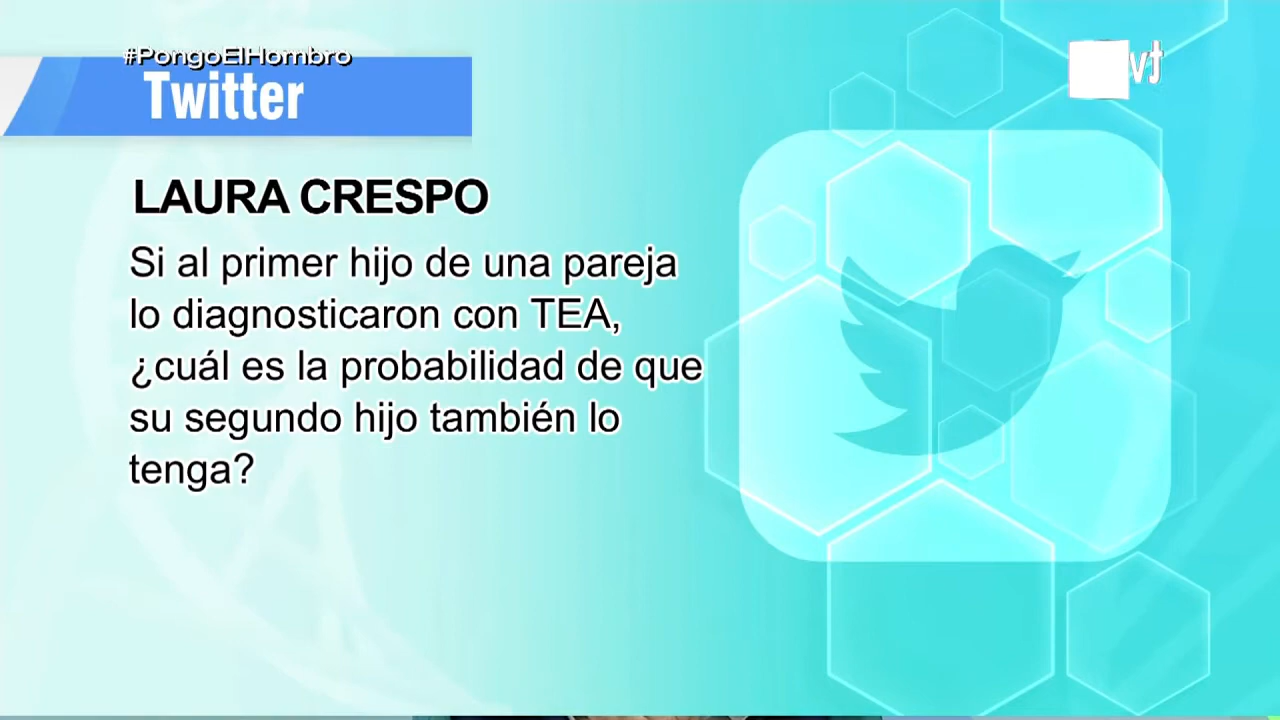 #PongoElHombro
vt
Twitter
LAURA CRESPO
Si al primer hijo de una pareja
lo diagnosticaron con TEA,
¿cuál es la probabilidad de que
su segundo hijo también lo
tenga?